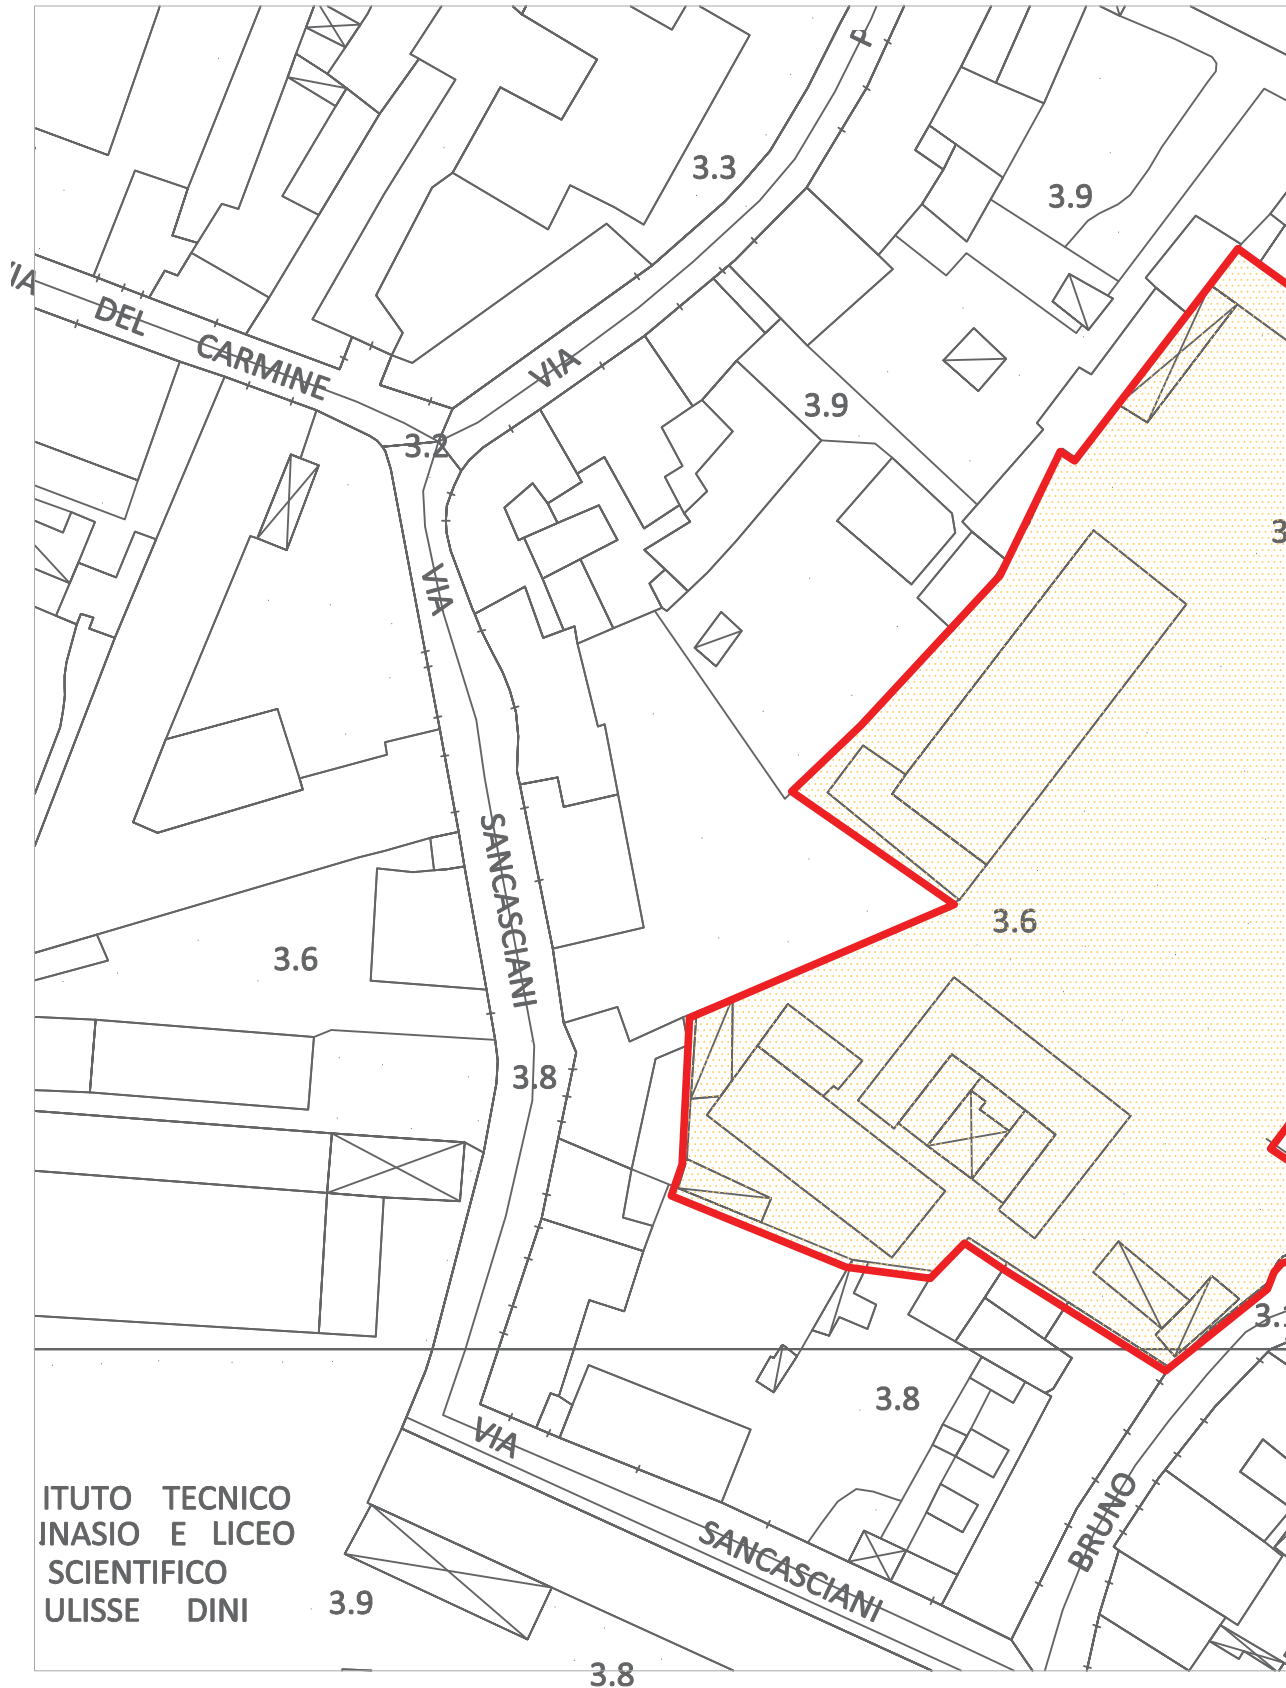 P
3.3
3.9
VIA DEL CARMINE
VIA
3.9
3.2
VIA SANCASCIANI
3.6
3.6
3.8
3.8
VIA SANCASCIANI
BRUNO
ITUTO TECNICO
NASIO E LICEO
SCIENTIFICO
ULISSE DINI
3.9
3.8